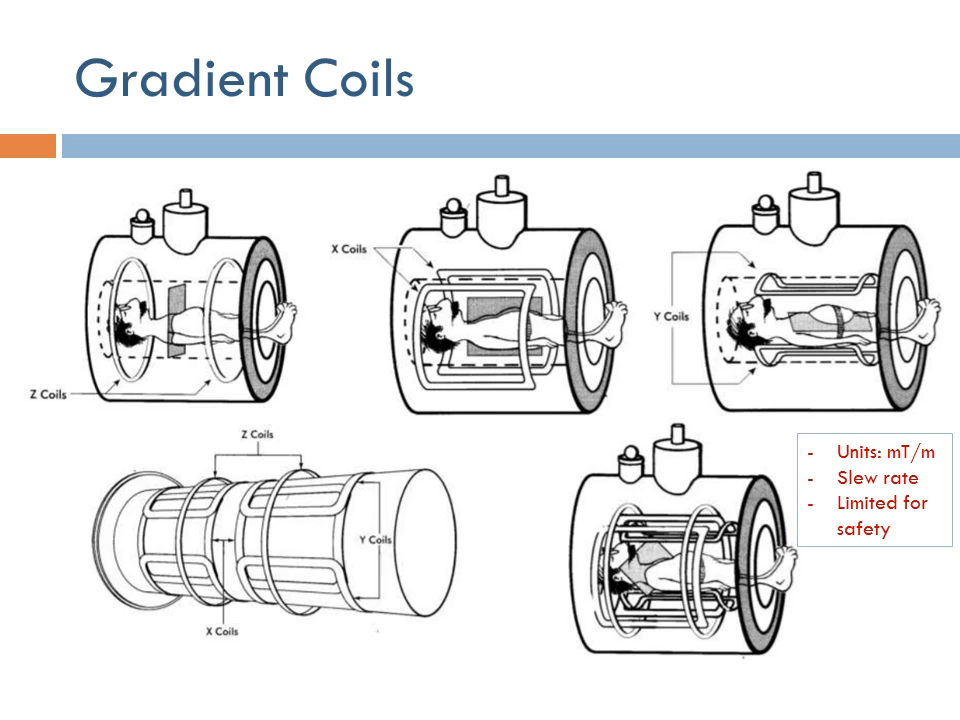 Gradient Coils
X Coils
Y Coils
Z Coils
Z Coils
Y Coils
X Coils
- Units: mT/m
- Slew rate
- Limited for
safety